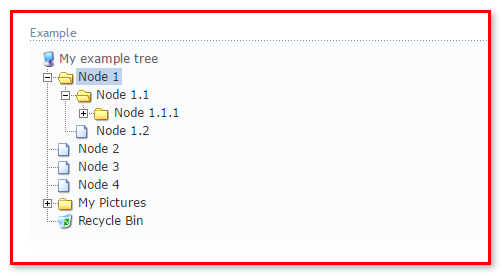 Example
My example tree
Node 1
Node 1.1
Node 1.1.1
Node 1.2
Node 2
Node 3
Node 4
My Pictures
Recycle Bin